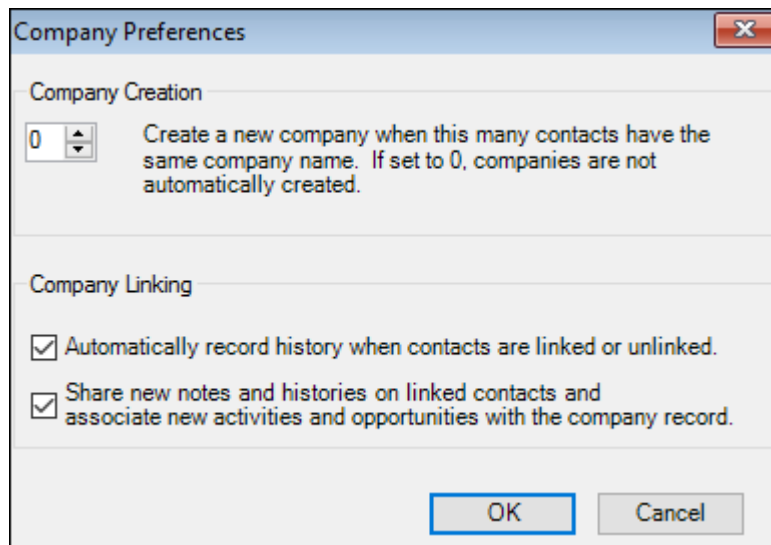 Company Preferences
Company Creation
0
Create a new company when this many contacts have the
same company name.  If set to 0, companies are not
automatically created.
Company Linking
Automatically record history when contacts are linked or unlinked.
Share new notes and histories on linked contacts and
associate new activities and opportunities with the company record.
OK
Cancel